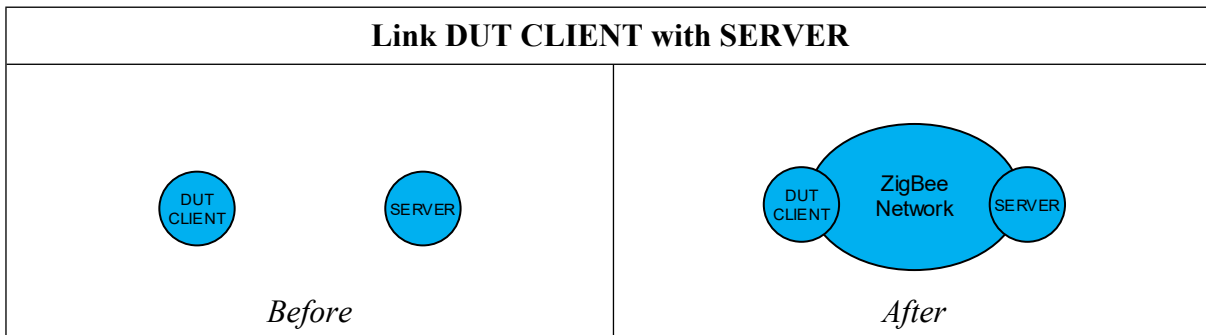 Link DUT CLIENT with SERVER
DUT
CLIENT
SERVER
Before
DUT
CLIENT
ZigBee
Network
SERVER
After